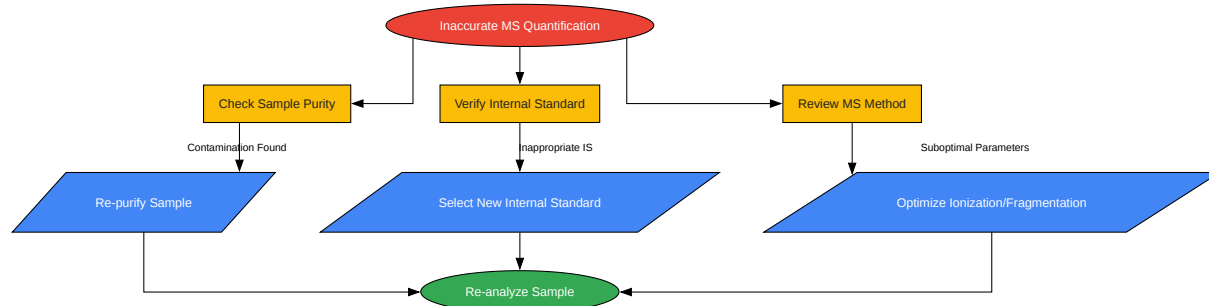 Inaccurate MS Quantification
Check Sample Purity
Verify Internal Standard
Review MS Method
Contamination Found
Inappropriate IS
Suboptimal Parameters
Re-purify Sample
Select New Internal Standard
Optimize Ionization/Fragmentation
Re-analyze Sample